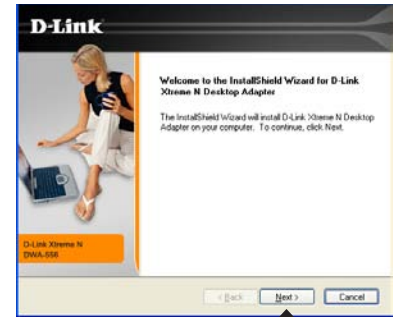 D-Link
Welcome to the InstallShield Wizard for D-Link
Xtreme N Desktop Adapter
The InstallShield Wizard will install D-Link Xtreme N Desktop
Adapter on your computer. To continue, click Next.
D-Link Xtreme N
DWA-556
< Back
Next >
Cancel